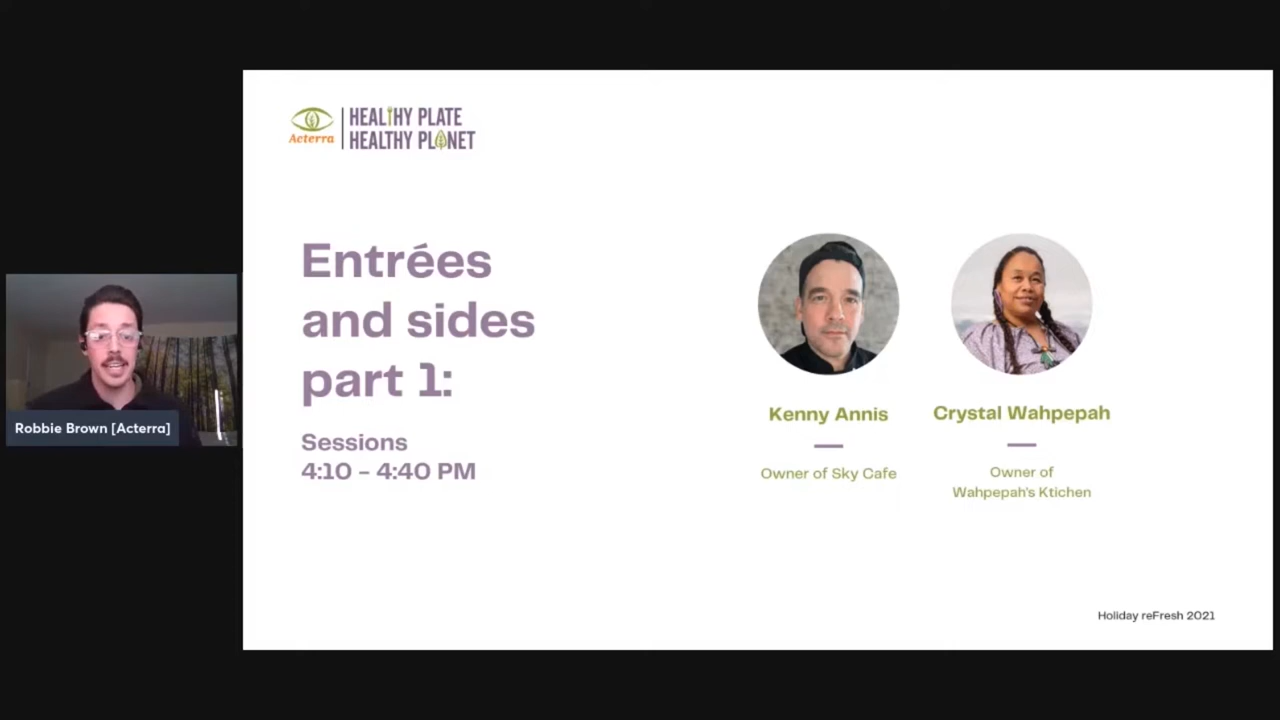 Acterra
HEALTHY PLATE
HEALTHY PLANET
Entrées
and sides
part 1:
Sessions
4:10 - 4:40 PM
Kenny Annis
Owner of Sky Cafe
Crystal Wahpepah
Owner of
Wahpepah's Ktichen
Robbie Brown [Acterra]
Holiday reFresh 2021